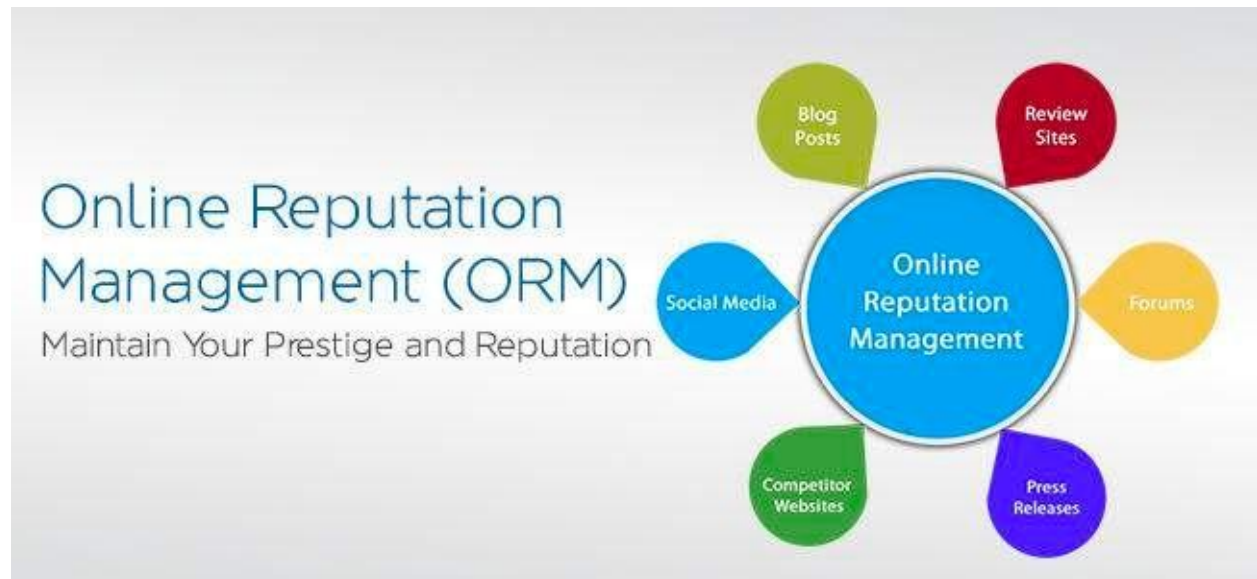 Online Reputation
Management (ORM)
Maintain Your Prestige and Reputation
Blog
Posts
Review
Sites
Social Media
Online
Reputation
Management
Forums
Competitor
Websites
Press
Releases